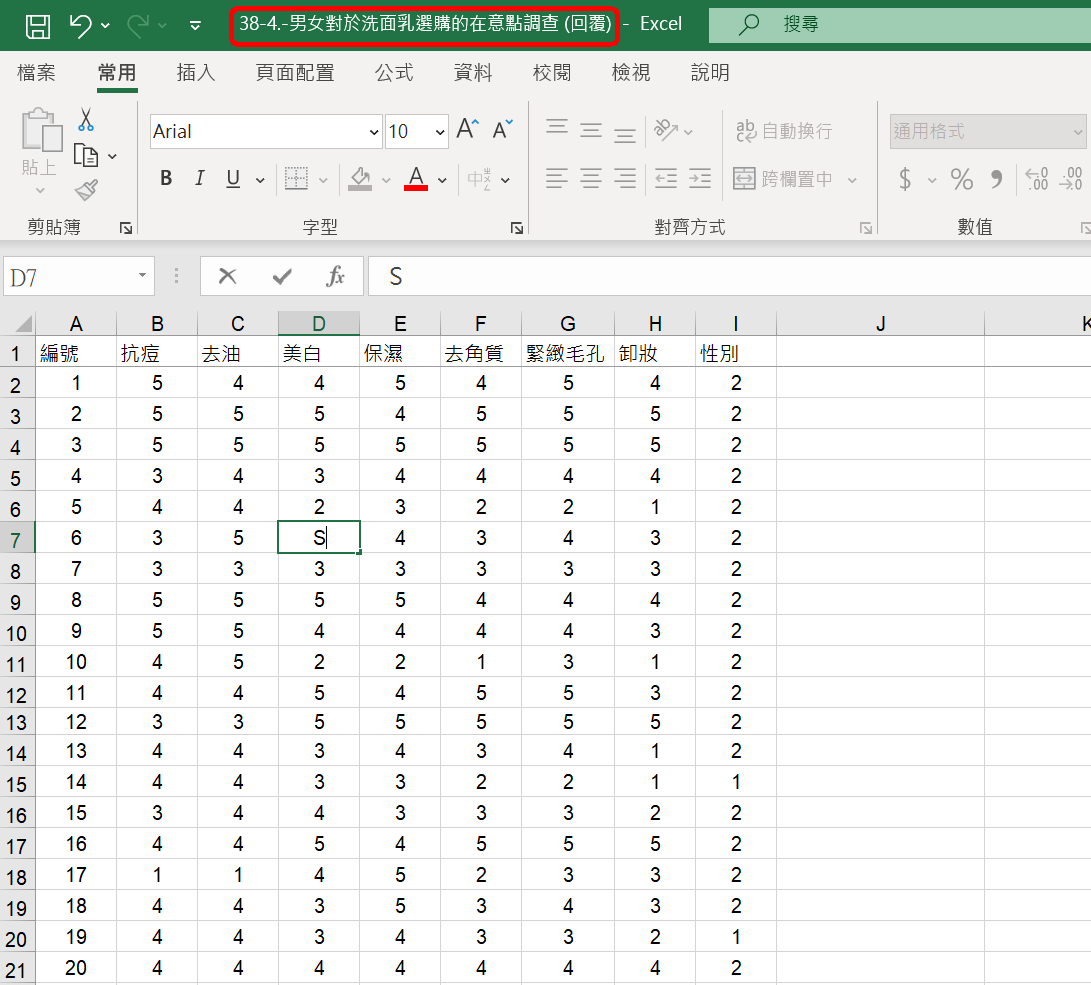 38-4.-男女對於洗面乳選購的在意點調查 (回覆) - Excel 搜尋
檔案 常用 插入 頁面配置 公式 資料 校閱 檢視 說明
貼上 Arial 10 A A ab 自動換行 通用格式
B I U A 中 跨欄置中 $ % 9 .00 .00
剪貼簿 字型 對齊方式 數值
D7 fx S
A B C D E F G H I J K
1 編號 抗痘 去油 美白 保濕 去角質 緊緻毛孔 卸妝 性別
2 1 5 4 4 5 4 5 4 2
3 2 5 5 5 4 5 5 5 2
4 3 5 5 5 5 5 5 5 2
5 4 3 4 3 4 4 4 4 2
6 5 4 4 2 3 2 2 1 2
7 6 3 5 S 4 3 4 3 2
8 7 3 3 3 3 3 3 3 2
9 8 5 5 5 5 4 4 4 2
10 9 5 5 4 4 4 4 3 2
11 10 4 5 2 2 1 3 1 2
12 11 4 4 5 4 5 5 3 2
13 12 3 3 5 5 5 5 5 2
14 13 4 4 3 4 3 4 1 2
15 14 4 4 3 3 2 2 1 1
16 15 3 4 4 3 3 3 2 2
17 16 4 4 5 4 5 5 5 2
18 17 1 1 4 5 2 3 3 2
19 18 4 4 3 5 3 4 3 2
20 19 4 4 3 4 3 3 2 1
21 20 4 4 4 4 4 4 4 2